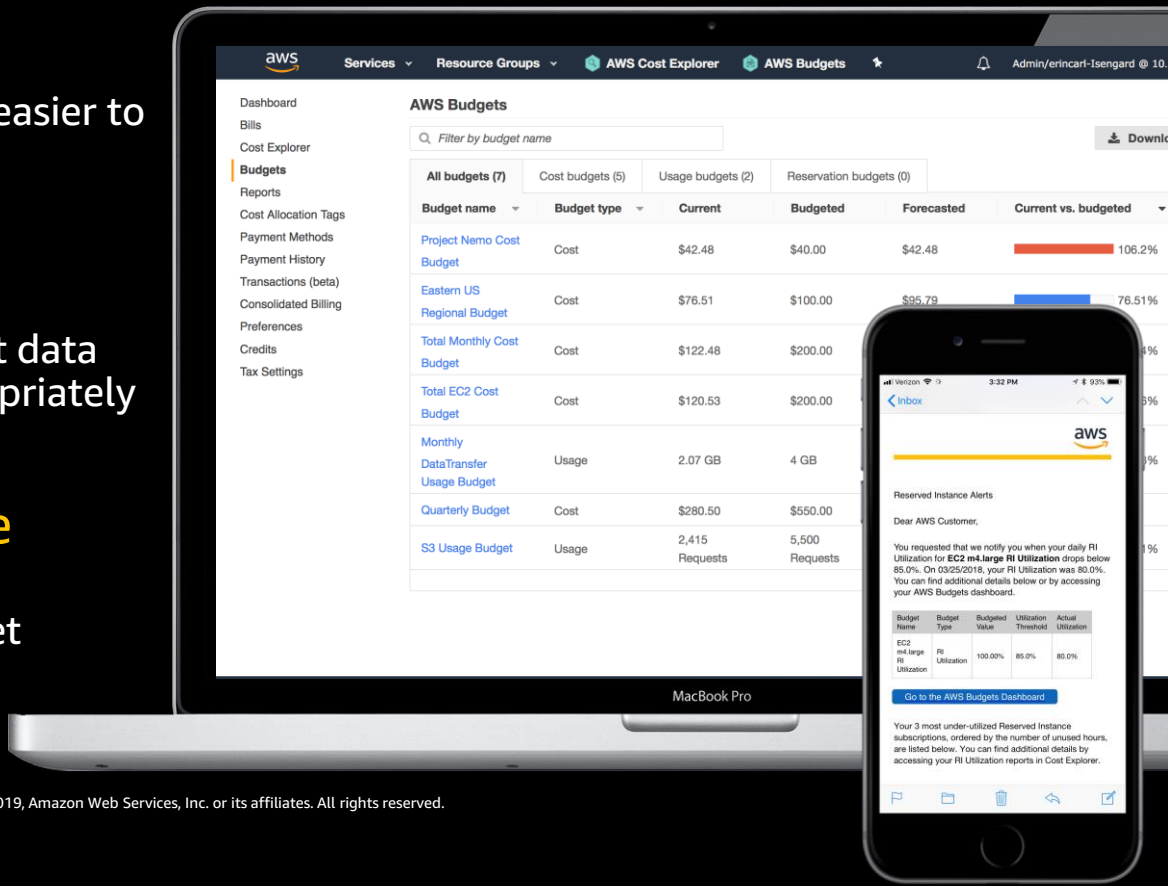 easier to
t data
priately
e
et
aws
Services
Resource Groups
AWS Cost Explorer
AWS Budgets
Admin/erincarl-Isengard @ 10.
Dashboard
Bills
Cost Explorer
Budgets
Reports
Cost Allocation Tags
Payment Methods
Payment History
Transactions (beta)
Consolidated Billing
Preferences
Credits
Tax Settings
AWS Budgets
Filter by budget name
Downlo
All budgets (7) Cost budgets (5) Usage budgets (2) Reservation budgets (0)
Budget name Budget type Current Budgeted Forecasted Current vs. budgeted
Project Nemo Cost
Budget
Cost $42.48 $40.00 $42.48 106.2%
Eastern US
Regional Budget
Cost $76.51 $100.00 $95.79 76.51%
Total Monthly Cost
Budget
Cost $122.48 $200.00
Total EC2 Cost
Budget
Cost $120.53 $200.00
Monthly
DataTransfer
Usage Budget
Usage 2.07 GB 4 GB
Quarterly Budget Cost $280.50 $550.00
S3 Usage Budget Usage
2,415
Requests
5,500
Requests
MacBook Pro
Verizon 3:32 PM 93%
Inbox
aws
Reserved Instance Alerts
Dear AWS Customer,
You requested that we notify you when your daily RI
Utilization for EC2 m4.large RI Utilization drops below
85.0%. On 03/25/2018, your RI Utilization was 80.0%.
You can find additional details below or by accessing
your AWS Budgets dashboard.
Budget Name Budget Type Budgeted Value Utilization Threshold Actual Utilization
EC2 m4.large RI Utilization RI Utilization 100.00% 85.0% 80.0%
Go to the AWS Budgets Dashboard
Your 3 most under-utilized Reserved Instance
subscriptions, ordered by the number of unused hours,
are listed below. You can find additional details by
accessing your RI Utilization reports in Cost Explorer.
019, Amazon Web Services, Inc. or its affiliates. All rights reserved.